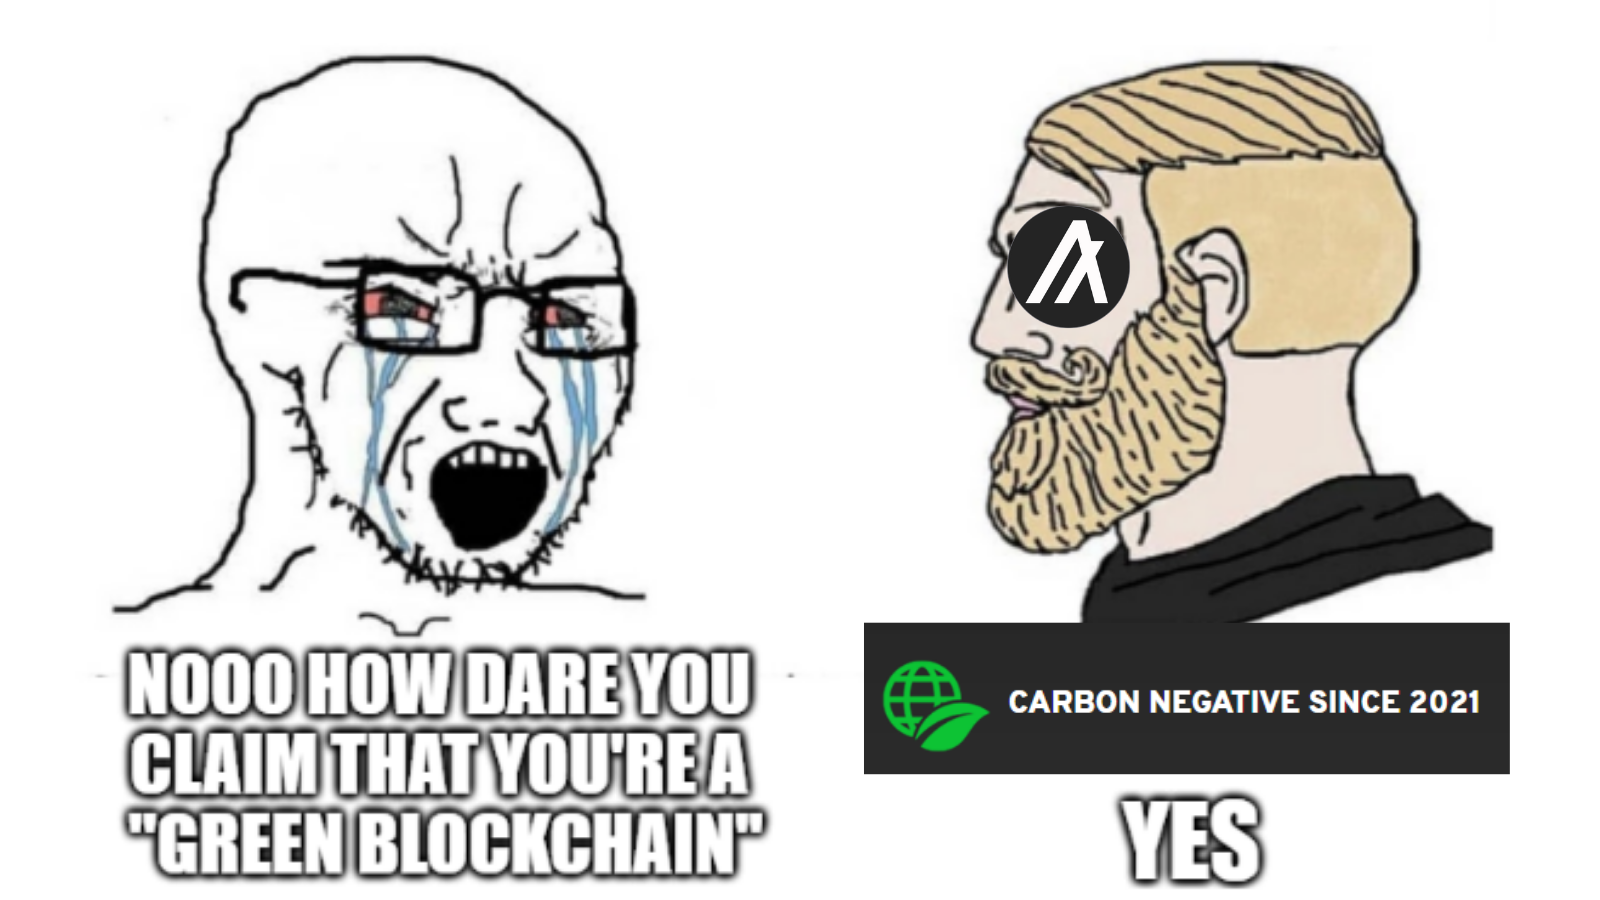 NOOO HOW DARE YOU
CLAIM THAT YOU'RE A
"GREEN BLOCKCHAIN"
CARBON NEGATIVE SINCE 2021
YES